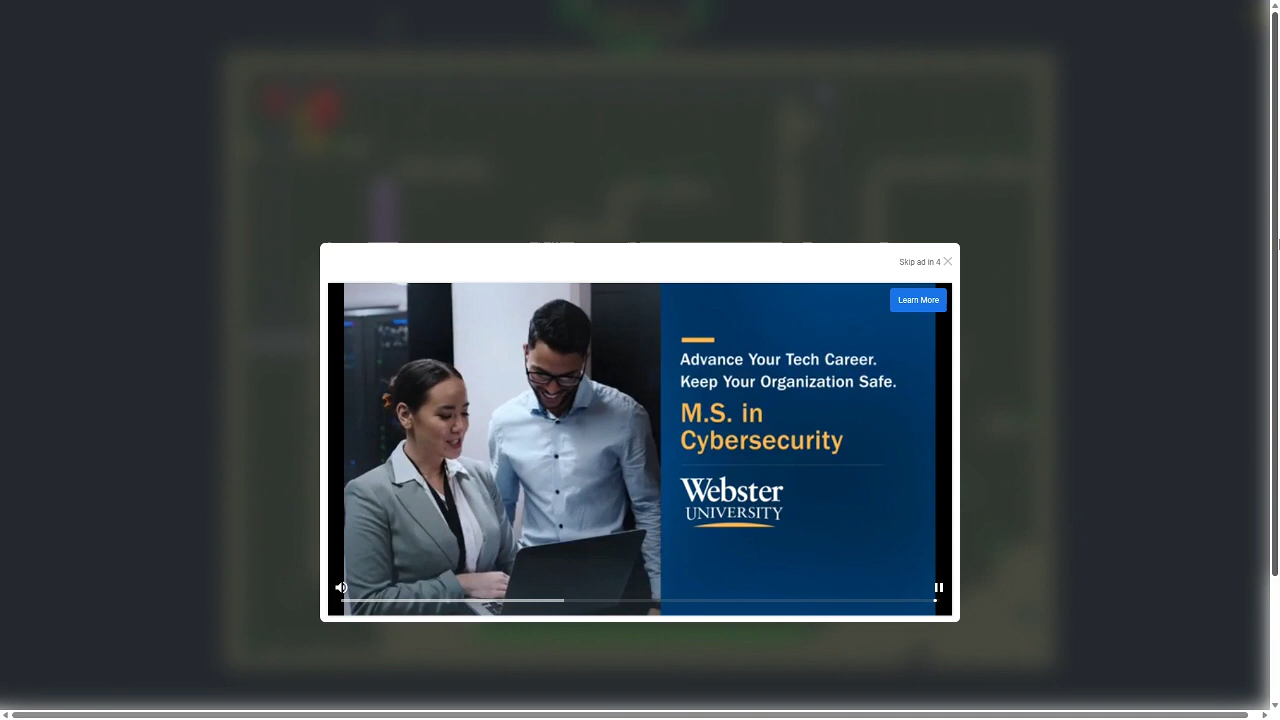 Skip ad in 4
Learn More
Advance Your Tech Career.
Keep Your Organization Safe.
M.S. in
Cybersecurity
Webster
UNIVERSITY